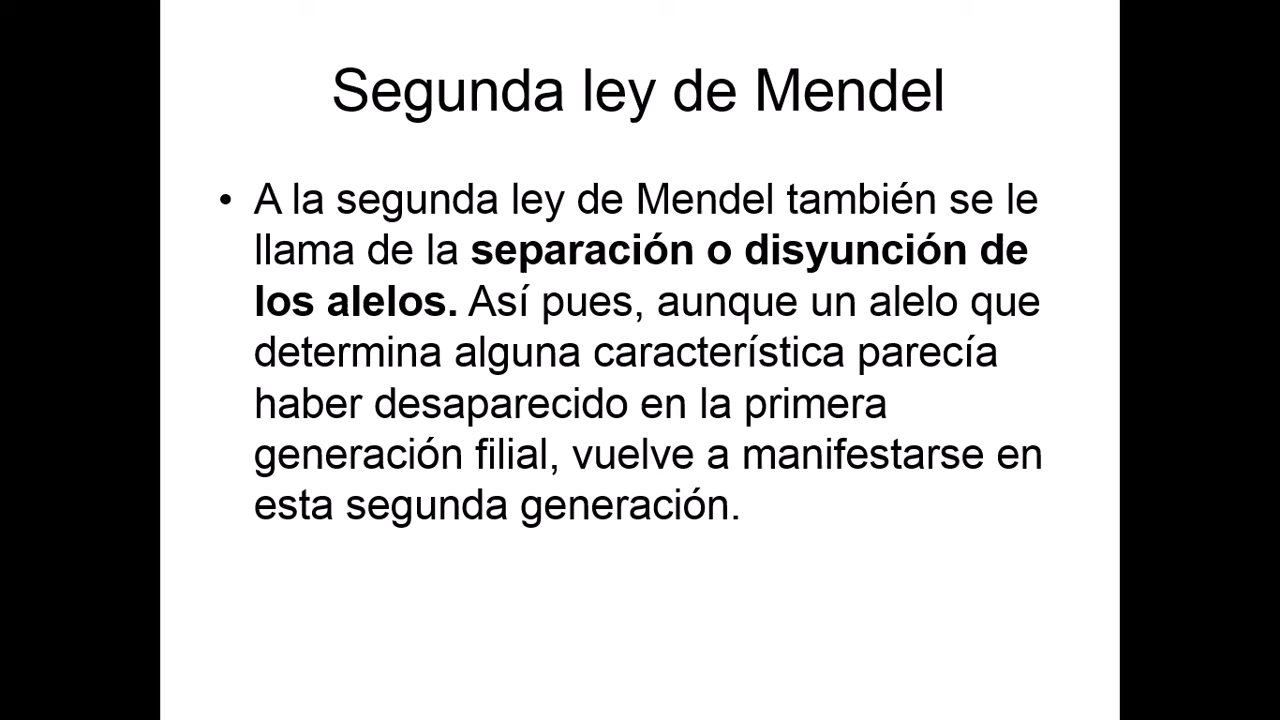 Segunda ley de Mendel
• A la segunda ley de Mendel también se le
llama de la separación o disyunción de
los alelos. Así pues, aunque un alelo que
determina alguna característica parecía
haber desaparecido en la primera
generación filial, vuelve a manifestarse en
esta segunda generación.